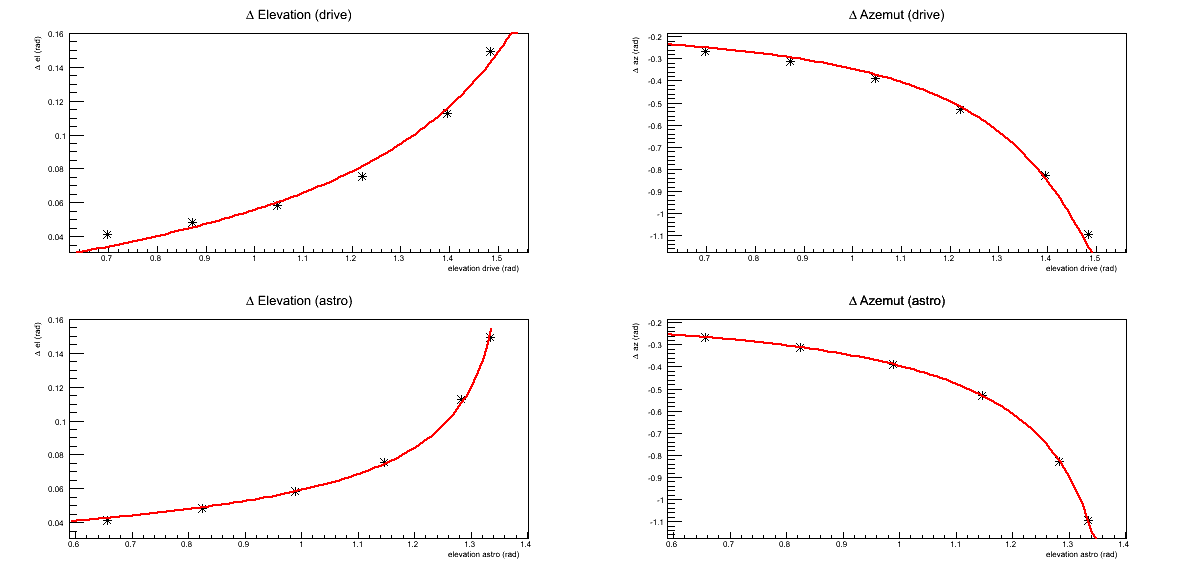 Δ Elevation (drive)
Δ el (rad)
0.16
0.14
0.12
0.1
0.08
0.06
0.04
0.7 0.8 0.9 1 1.1 1.2 1.3 1.4 1.5
elevation drive (rad)
Δ Azemut (drive)
Δ az (rad)
-0.2
-0.3
-0.4
-0.5
-0.6
-0.7
-0.8
-0.9
-1
-1.1
0.7 0.8 0.9 1 1.1 1.2 1.3 1.4 1.5
elevation drive (rad)
Δ Elevation (astro)
Δ el (rad)
0.16
0.14
0.12
0.1
0.08
0.06
0.04
0.6 0.7 0.8 0.9 1 1.1 1.2 1.3 1.4
elevation astro (rad)
Δ Azemut (astro)
Δ az (rad)
-0.2
-0.3
-0.4
-0.5
-0.6
-0.7
-0.8
-0.9
-1
-1.1
0.6 0.7 0.8 0.9 1 1.1 1.2 1.3 1.4
elevation astro (rad)